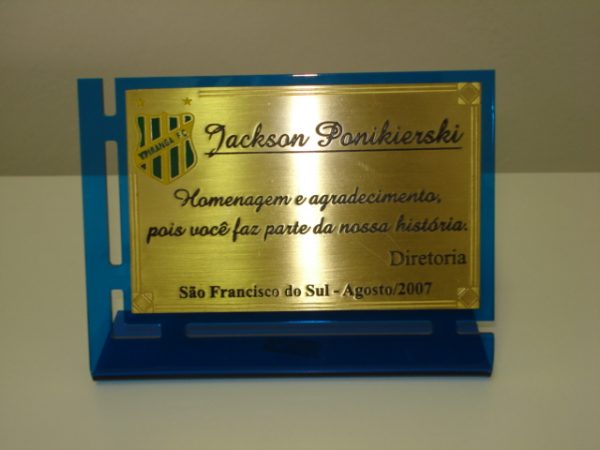 YPIRANGA F.C.
Jackson Ponikierski
Homenagem e agradecimento,
pois você faz parte da nossa história.
Diretoria
São Francisco do Sul - Agosto/2007